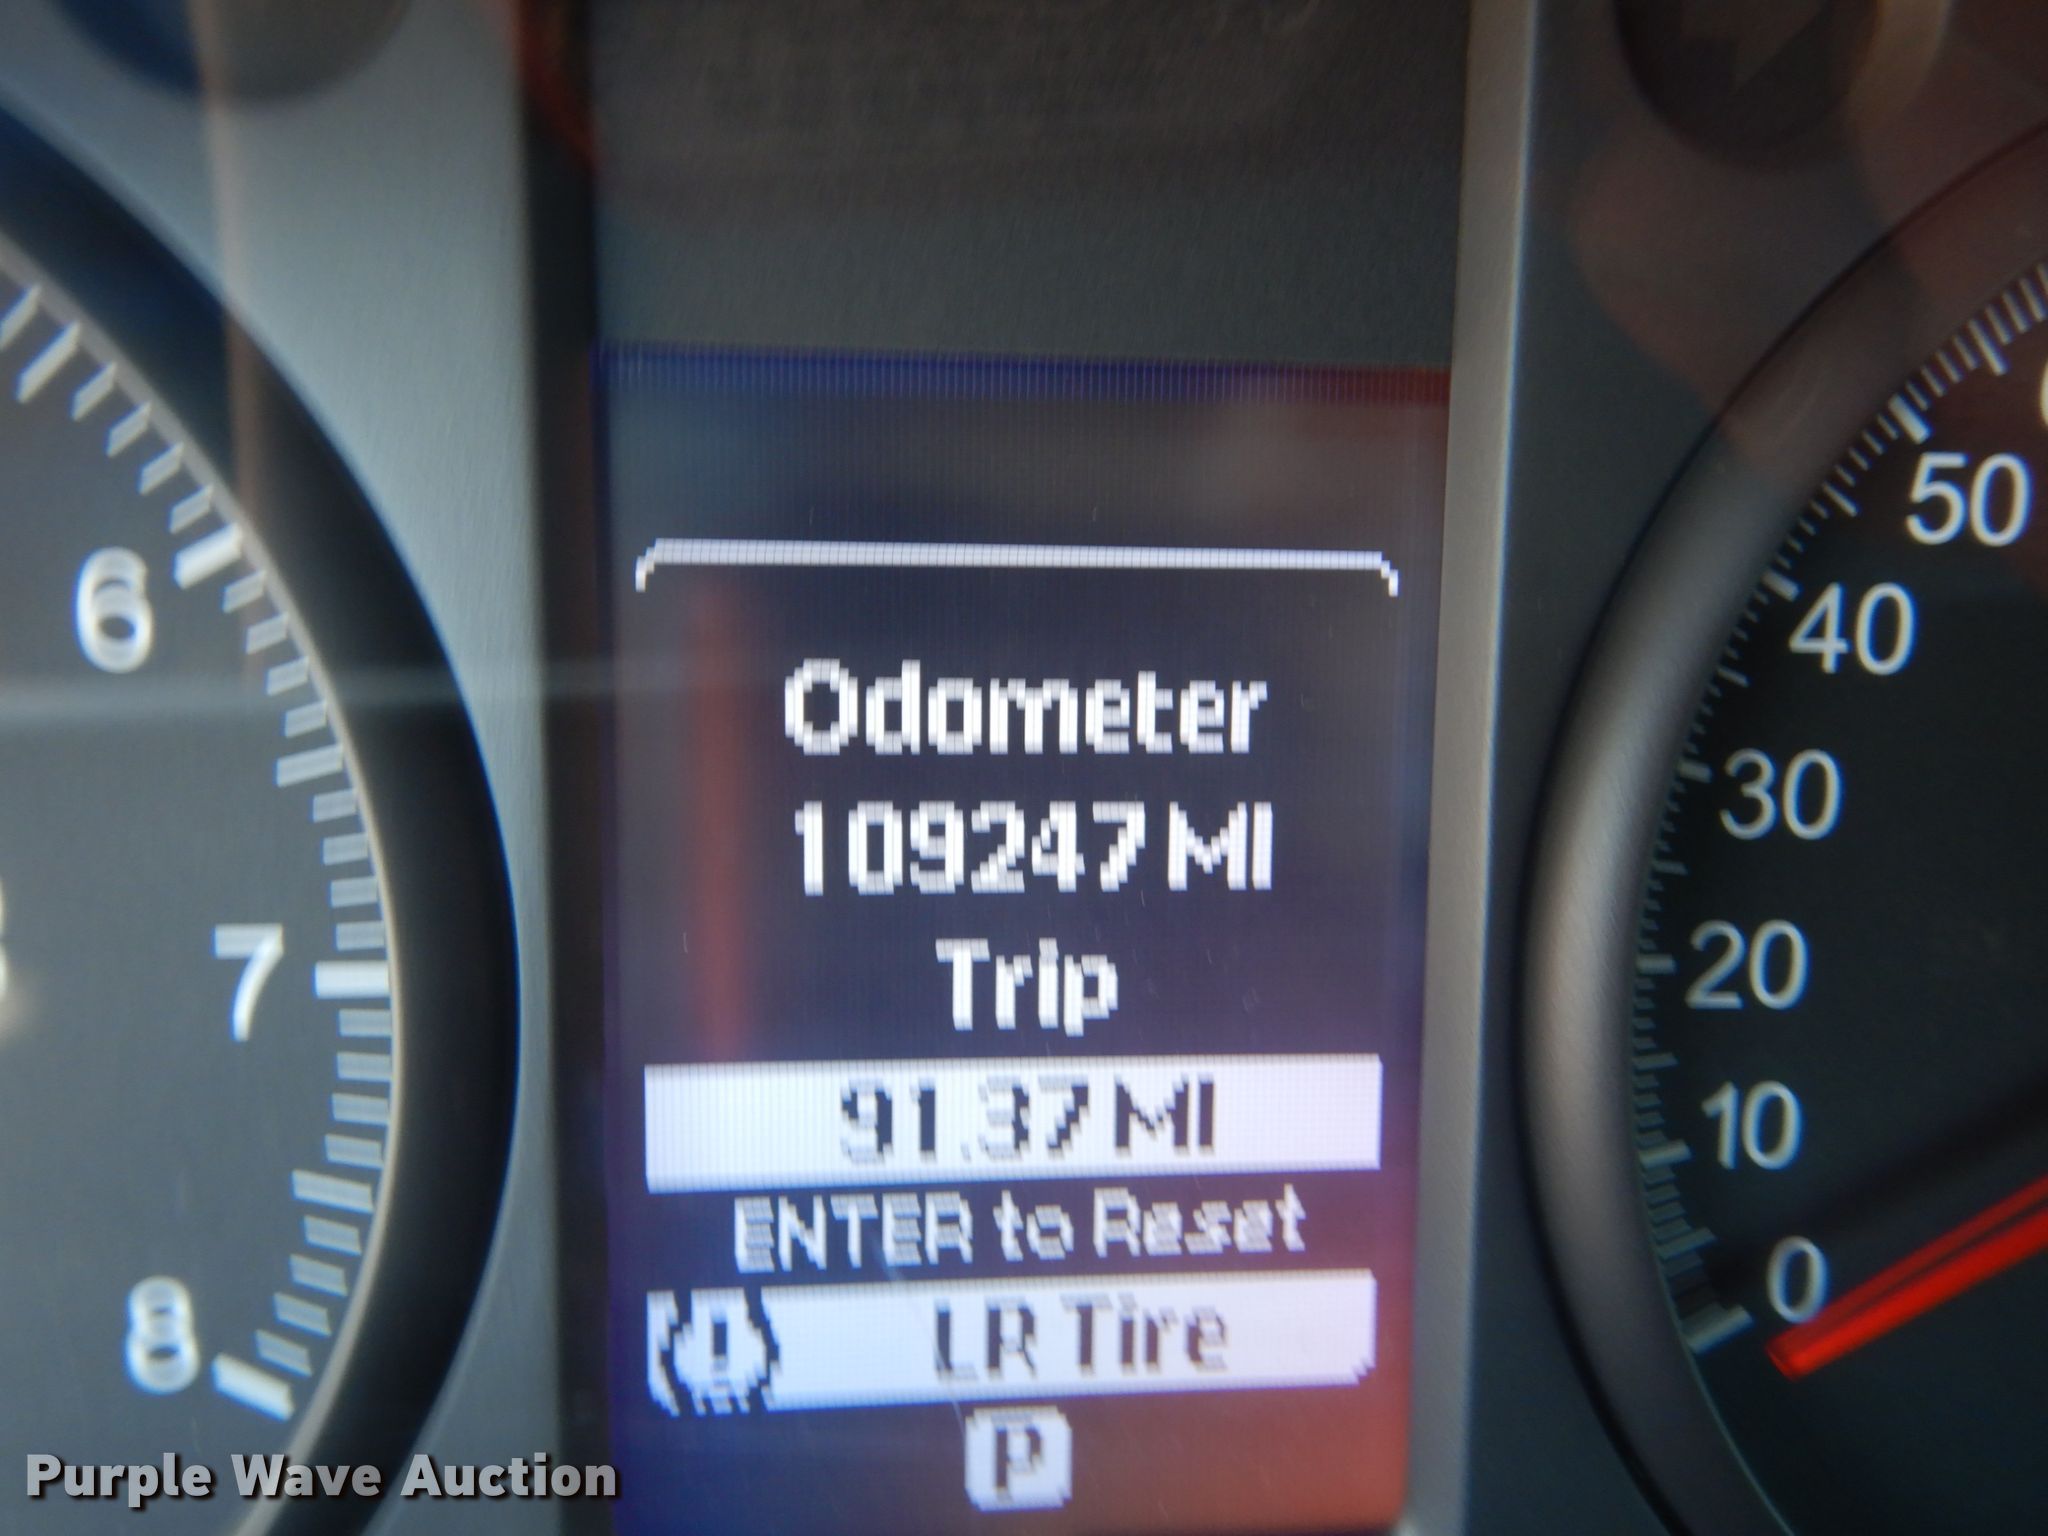 Odometer
109247 MI
Trip
91.37 MI
ENTER to Reset
(!) LR Tire
P
6
7
8
50
40
30
20
10
0
Purple Wave Auction